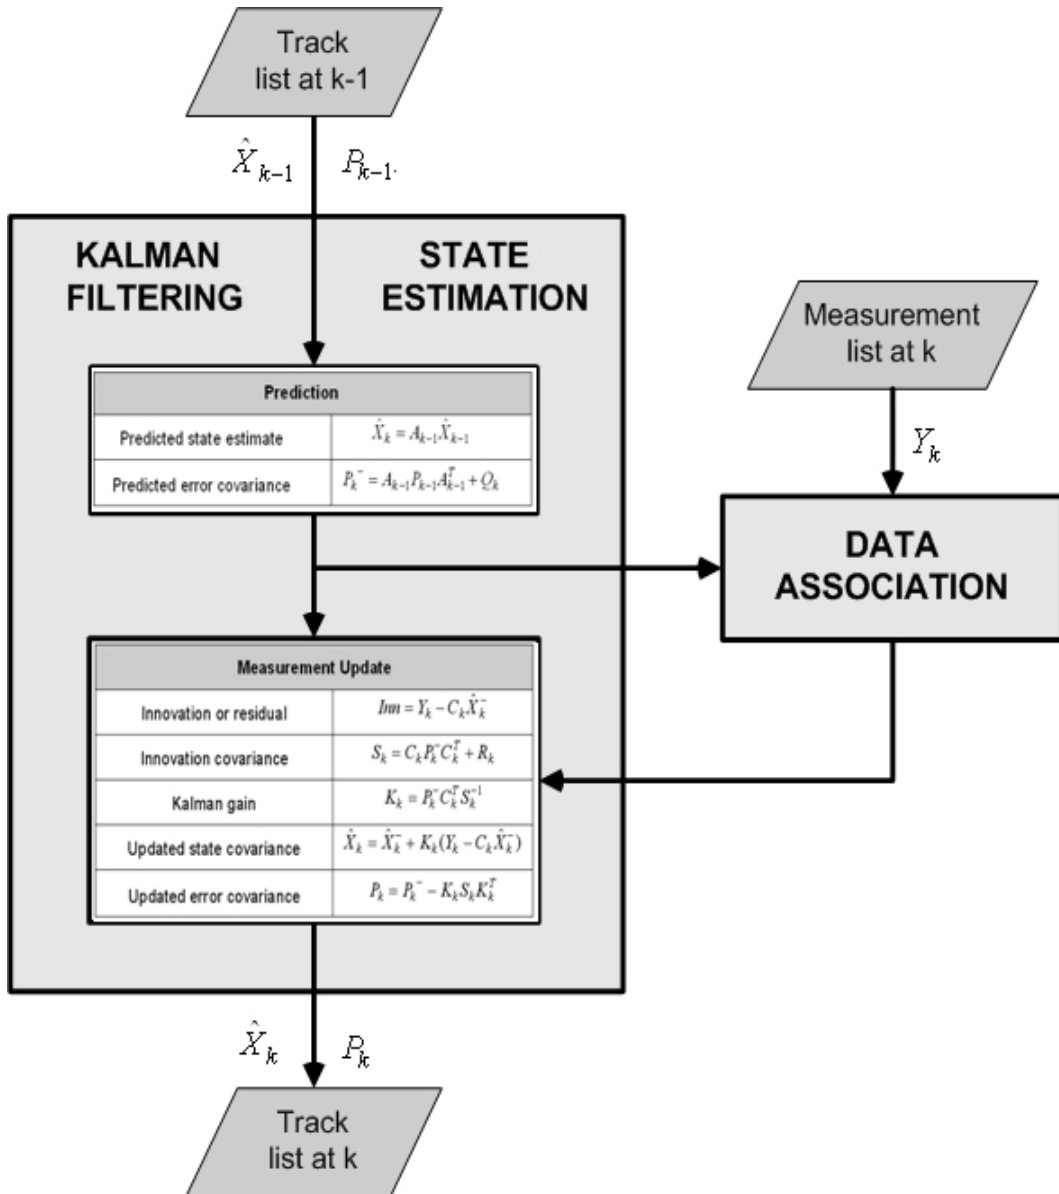 Track
list at k-1
X̂ₖ₋₁ Pₖ₋₁.
KALMAN FILTERING
STATE ESTIMATION
Measurement
list at k
Yₖ
Prediction
Predicted state estimate X̂ₖ = Aₖ₋₁X̂ₖ₋₁
Predicted error covariance Pₖ⁻ = Aₖ₋₁Pₖ₋₁Aᵀₖ₋₁ + Qₖ
DATA
ASSOCIATION
Measurement Update
Innovation or residual Inn = Yₖ − CₖX̂ₖ⁻
Innovation covariance Sₖ = CₖPₖ⁻Cₖᵀ + Rₖ
Kalman gain Kₖ = Pₖ⁻CₖᵀSₖ⁻¹
Updated state covariance X̂ₖ = X̂ₖ⁻ + Kₖ(Yₖ − CₖX̂ₖ⁻)
Updated error covariance Pₖ = Pₖ⁻ − KₖSₖKₖᵀ
X̂ₖ Pₖ
Track
list at k